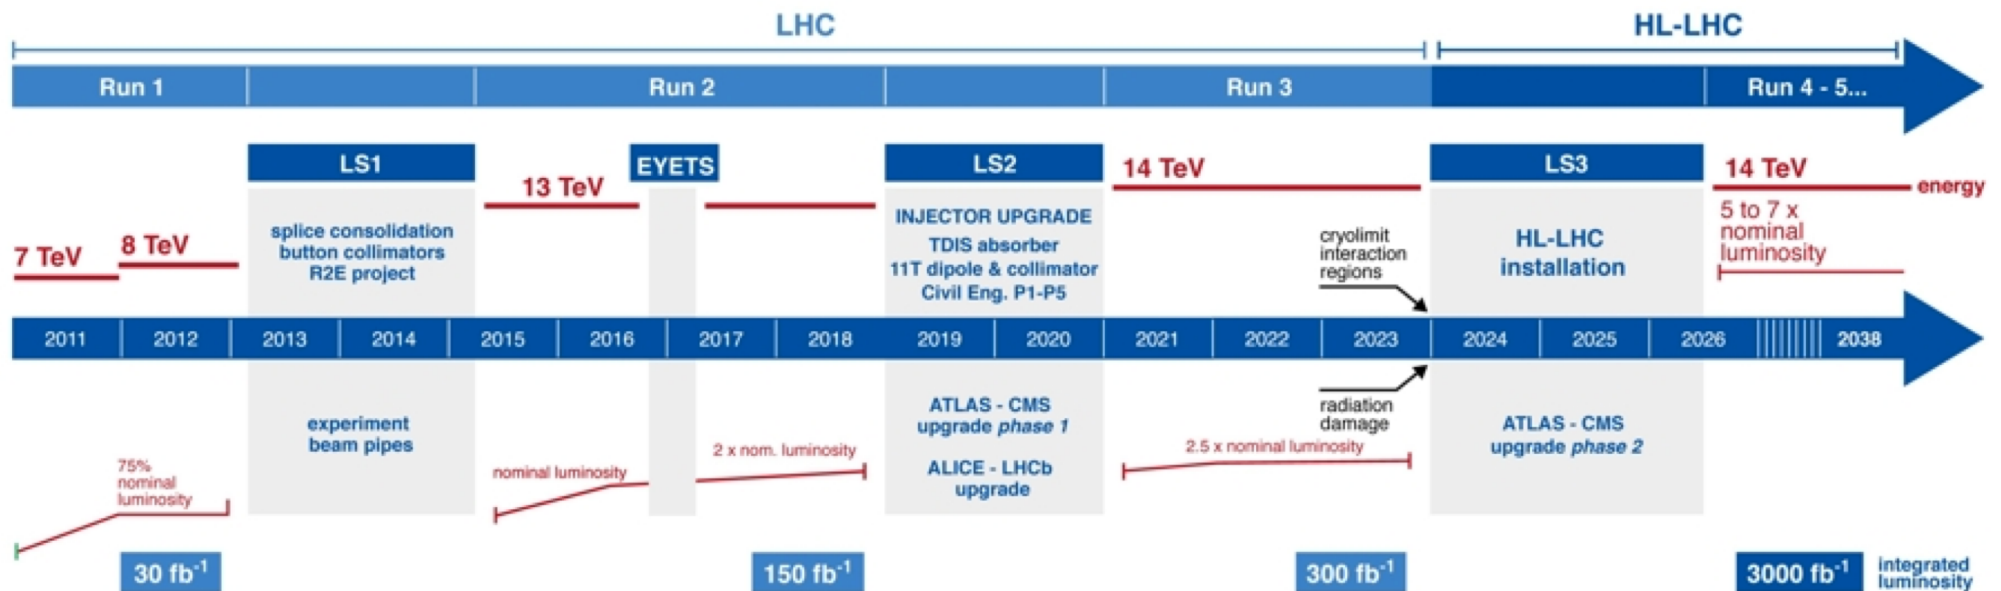 LHC
HL-LHC
Run 1
Run 2
Run 3
Run 4 - 5...
LS1
EYETS
LS2
LS3
7 TeV
8 TeV
13 TeV
14 TeV
14 TeV
energy
splice consolidation
button collimators
R2E project
INJECTOR UPGRADE
TDIS absorber
11T dipole & collimator
Civil Eng. P1-P5
cryolimit
interaction
regions
HL-LHC
installation
5 to 7 x
nominal
luminosity
2011
2012
2013
2014
2015
2016
2017
2018
2019
2020
2021
2022
2023
2024
2025
2026
2038
75%
nominal
luminosity
experiment
beam pipes
nominal luminosity
2 x nom. luminosity
ATLAS - CMS
upgrade phase 1
ALICE - LHCb
upgrade
radiation
damage
2.5 x nominal luminosity
ATLAS - CMS
upgrade phase 2
30 fb⁻¹
150 fb⁻¹
300 fb⁻¹
3000 fb⁻¹
integrated
luminosity